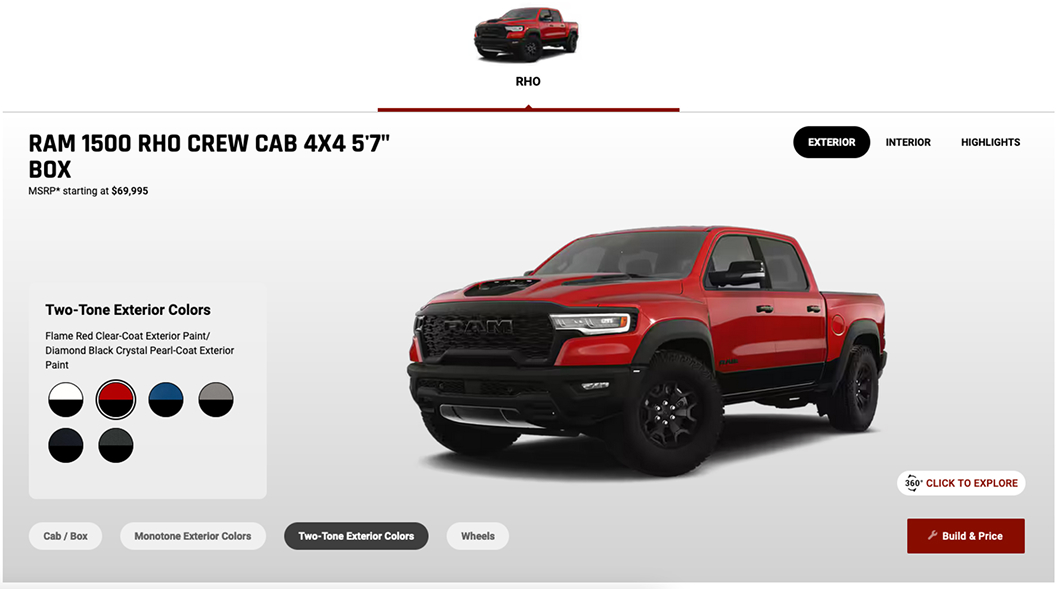 RHO
RAM 1500 RHO CREW CAB 4X4 5'7"
BOX
MSRP* starting at $69,995
EXTERIOR
INTERIOR
HIGHLIGHTS
Two-Tone Exterior Colors
Flame Red Clear-Coat Exterior Paint/
Diamond Black Crystal Pearl-Coat Exterior
Paint
RAM
360° CLICK TO EXPLORE
Cab / Box
Monotone Exterior Colors
Two-Tone Exterior Colors
Wheels
Build & Price